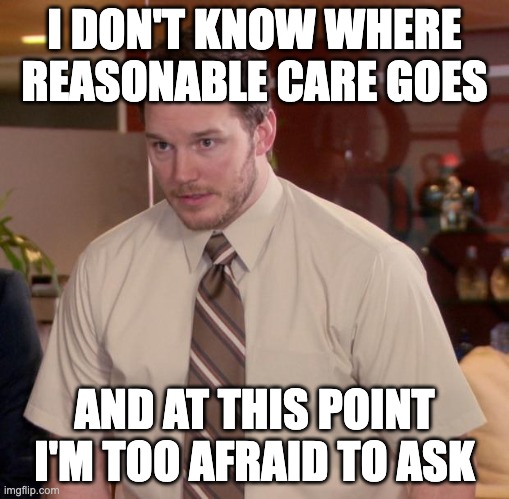 I DON'T KNOW WHERE
REASONABLE CARE GOES
AND AT THIS POINT
I'M TOO AFRAID TO ASK
imgflip.com